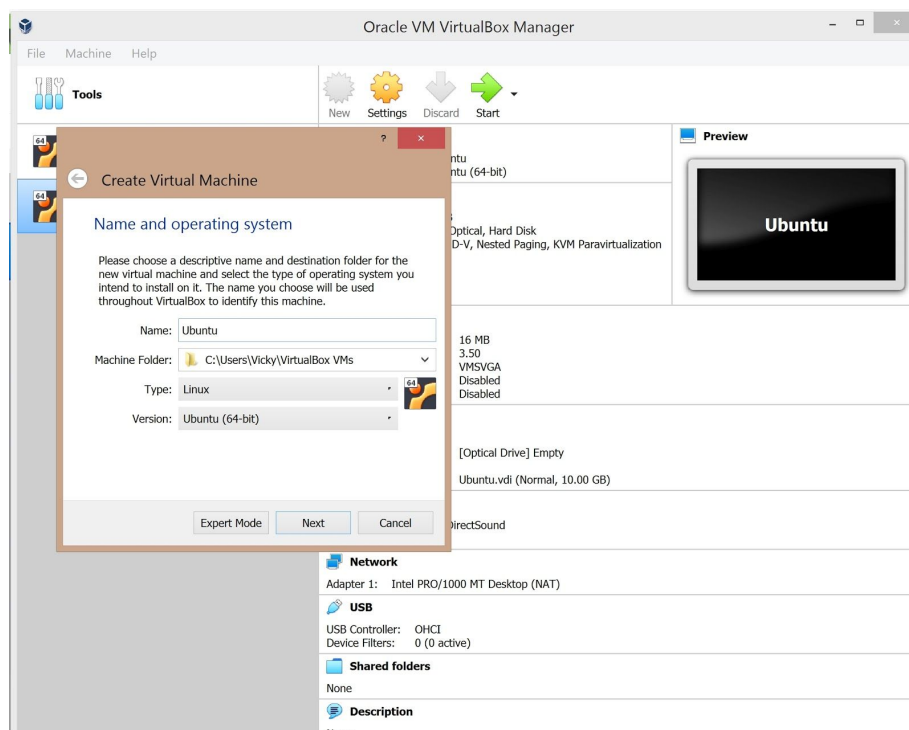 Oracle VM VirtualBox Manager
File Machine Help
Tools
New Settings Discard Start
64
64
? ×
Create Virtual Machine
Name and operating system
Please choose a descriptive name and destination folder for the
new virtual machine and select the type of operating system you
intend to install on it. The name you choose will be used
throughout VirtualBox to identify this machine.
Name: Ubuntu
Machine Folder: C:\Users\Vicky\VirtualBox VMs
Type: Linux
64
Version: Ubuntu (64-bit)
Expert Mode Next Cancel
ntu
ntu (64-bit)
Optical, Hard Disk
D-V, Nested Paging, KVM Paravirtualization
Preview
Ubuntu
16 MB
3.50
VMSVGA
Disabled
Disabled
[Optical Drive] Empty
Ubuntu.vdi (Normal, 10.00 GB)
DirectSound
Network
Adapter 1: Intel PRO/1000 MT Desktop (NAT)
USB
USB Controller: OHCI
Device Filters: 0 (0 active)
Shared folders
None
Description